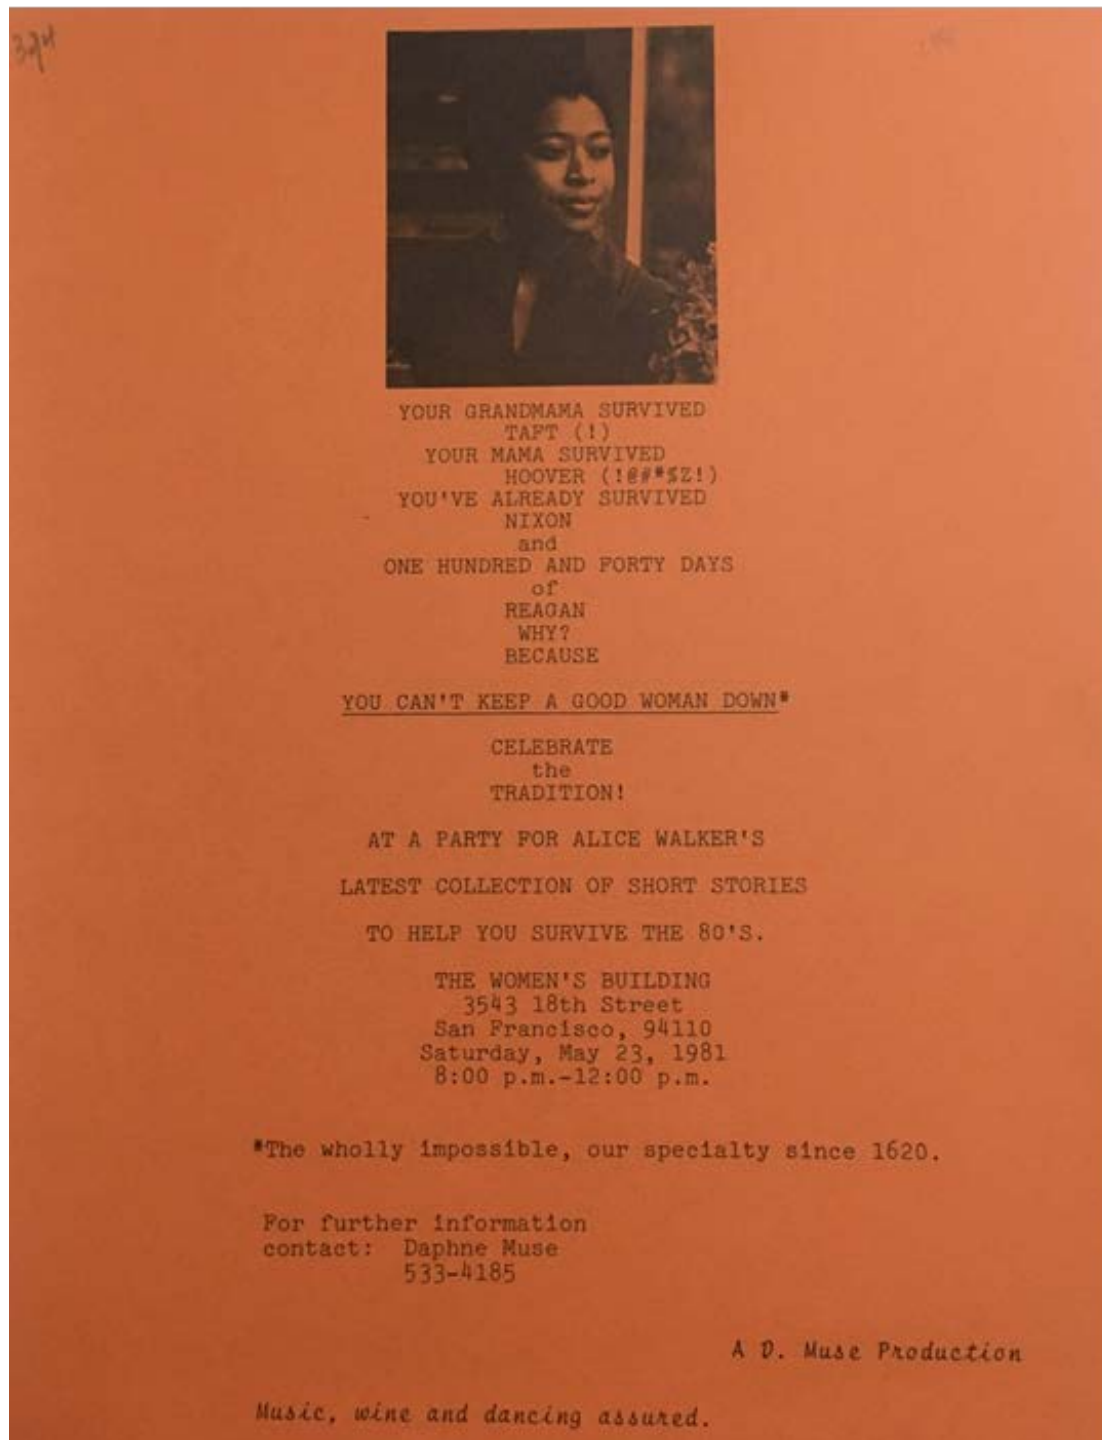 YOUR GRANDMAMA SURVIVED
TAFT (!)
YOUR MAMA SURVIVED
HOOVER (!@##*$Z!)
YOU'VE ALREADY SURVIVED
NIXON
and
ONE HUNDRED AND FORTY DAYS
of
REAGAN
WHY?
BECAUSE
YOU CAN'T KEEP A GOOD WOMAN DOWN*
CELEBRATE
the
TRADITION!
AT A PARTY FOR ALICE WALKER'S
LATEST COLLECTION OF SHORT STORIES
TO HELP YOU SURVIVE THE 80'S.
THE WOMEN'S BUILDING
3543 18th Street
San Francisco, 94110
Saturday, May 23, 1981
8:00 p.m.-12:00 p.m.
*The wholly impossible, our specialty since 1620.
For further information
contact: Daphne Muse
533-4185
A D. Muse Production
Music, wine and dancing assured.